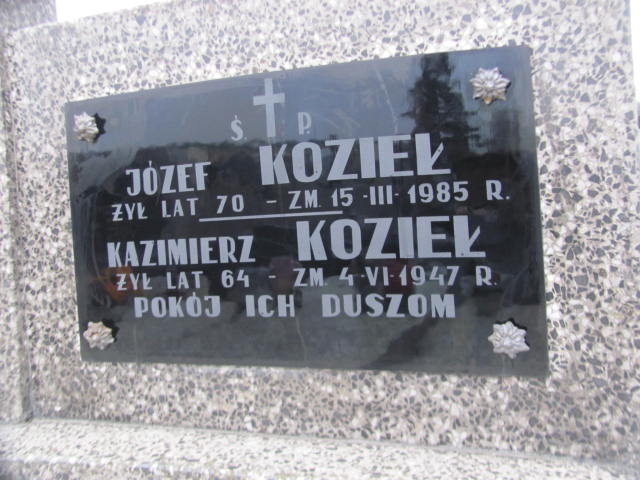 Ś P.
JÓZEF KOZIEŁ
ŻYŁ LAT 70 - ZM. 15-III-1985 R.
KAZIMIERZ KOZIEŁ
ŻYŁ LAT 64 - ZM. 4-VI-1947 R.
POKÓJ ICH DUSZOM